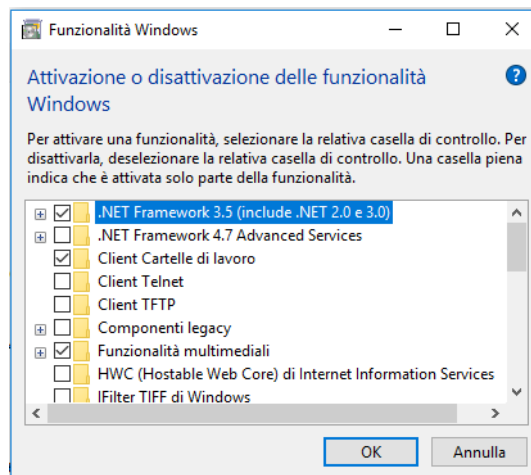 Funzionalità Windows
Attivazione o disattivazione delle funzionalità
Windows
?
Per attivare una funzionalità, selezionare la relativa casella di controllo. Per
disattivarla, deselezionare la relativa casella di controllo. Una casella piena
indica che è attivata solo parte della funzionalità.
.NET Framework 3.5 (include .NET 2.0 e 3.0)
.NET Framework 4.7 Advanced Services
Client Cartelle di lavoro
Client Telnet
Client TFTP
Componenti legacy
Funzionalità multimediali
HWC (Hostable Web Core) di Internet Information Services
IFilter TIFF di Windows
OK
Annulla